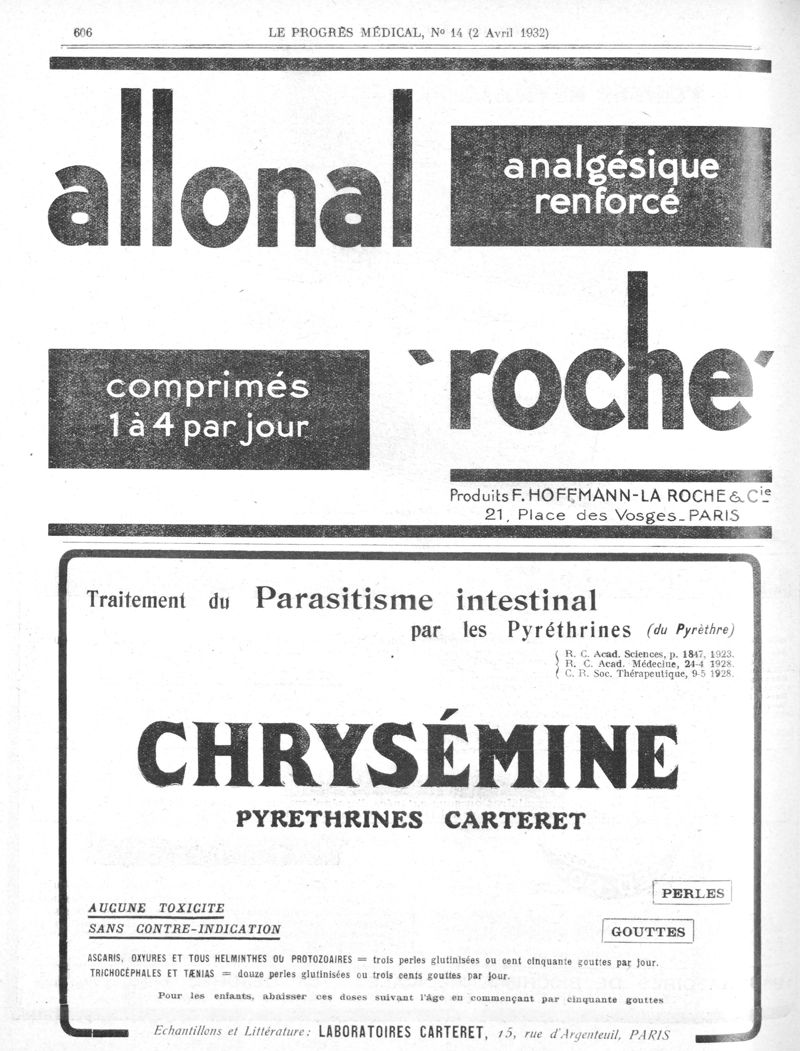 606
LE PROGRÈS MÉDICAL, No 14 (2 Avril 1932)
allonal
analgésique
renforcé
comprimés
1 à 4 par jour
'roche'
Produits F. HOFFMANN-LA ROCHE & Cie
21, Place des Vosges_PARIS
Traitement du Parasitisme intestinal
par les Pyréthrines (du Pyrèthre)
R. C. Acad. Sciences, p. 1847, 1923.
R. C. Acad. Médecine, 24-4 1928.
C. R. Soc. Thérapeutique, 9-5 1928.
CHRYSÉMINE
PYRETHRINES CARTERET
PERLES
AUCUNE TOXICITE
SANS CONTRE-INDICATION
GOUTTES
ASCARIS, OXYURES ET TOUS HELMINTHES OU PROTOZOAIRES = trois perles glutinisées ou cent cinquante gouttes par jour.
TRICHOCÉPHALES ET TÆNIAS = douze perles glutinisées ou trois cents gouttes par jour.
Pour les enfants, abaisser ces doses suivant l'âge en commençant par cinquante gouttes
Echantillons et Littérature: LABORATOIRES CARTERET, 15, rue d'Argenteuil, PARIS